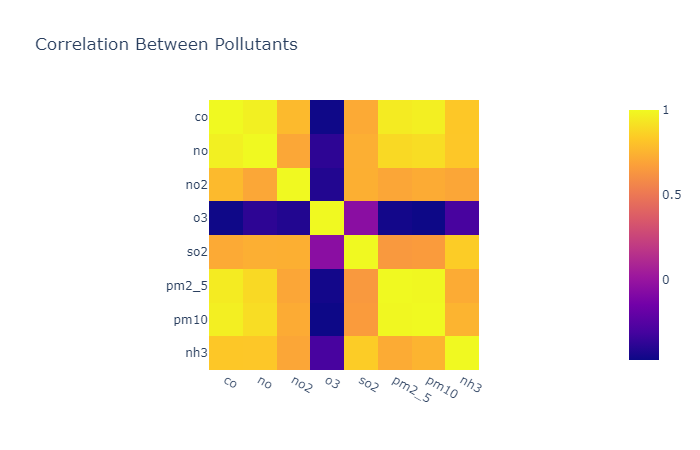 Correlation Between Pollutants
co
no
no2
o3
so2
pm2_5
pm10
nh3
co
no
no2
o3
so2
pm2_5
pm10
nh3
1
0.5
0